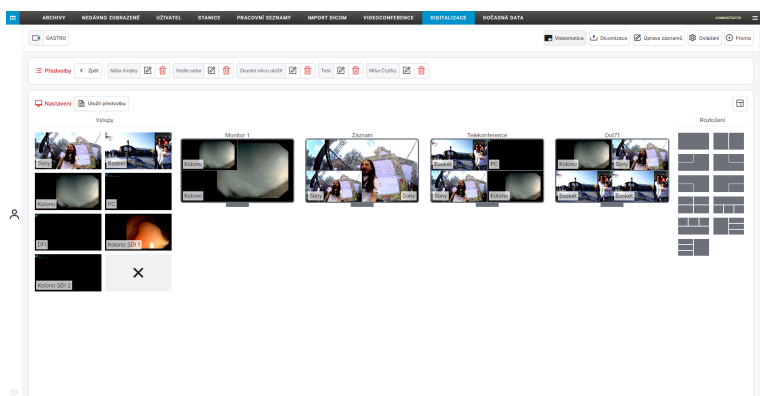 ARCHIVY NEDÁVNO ZOBRAZENÉ UŽIVATEL STANICE PRACOVNÍ SEZNAMY IMPORT DICOM VIDEOCONFERENCE DIGITALIZACE DOČASNÁ DATA ADMINISTRATOR
GASTRO Videomatice Dicomizace Úprava záznamů Ovládání Fronta
Předvolby Zpět Míša dvojky Vedle sebe Zkusím něco uložit Test Míša Čtyřky
Nastavení Uložit předvolbu
Vstupy Rozložení
Monitor 1 Záznam Telekonference Out71
Sony Basket Kolono Basket PC Kolono Sony
Kolono PC Kolono Sony Sony Sony Kolono Basket Basket
DFI Kolono SDI 1
Kolono SDI 2